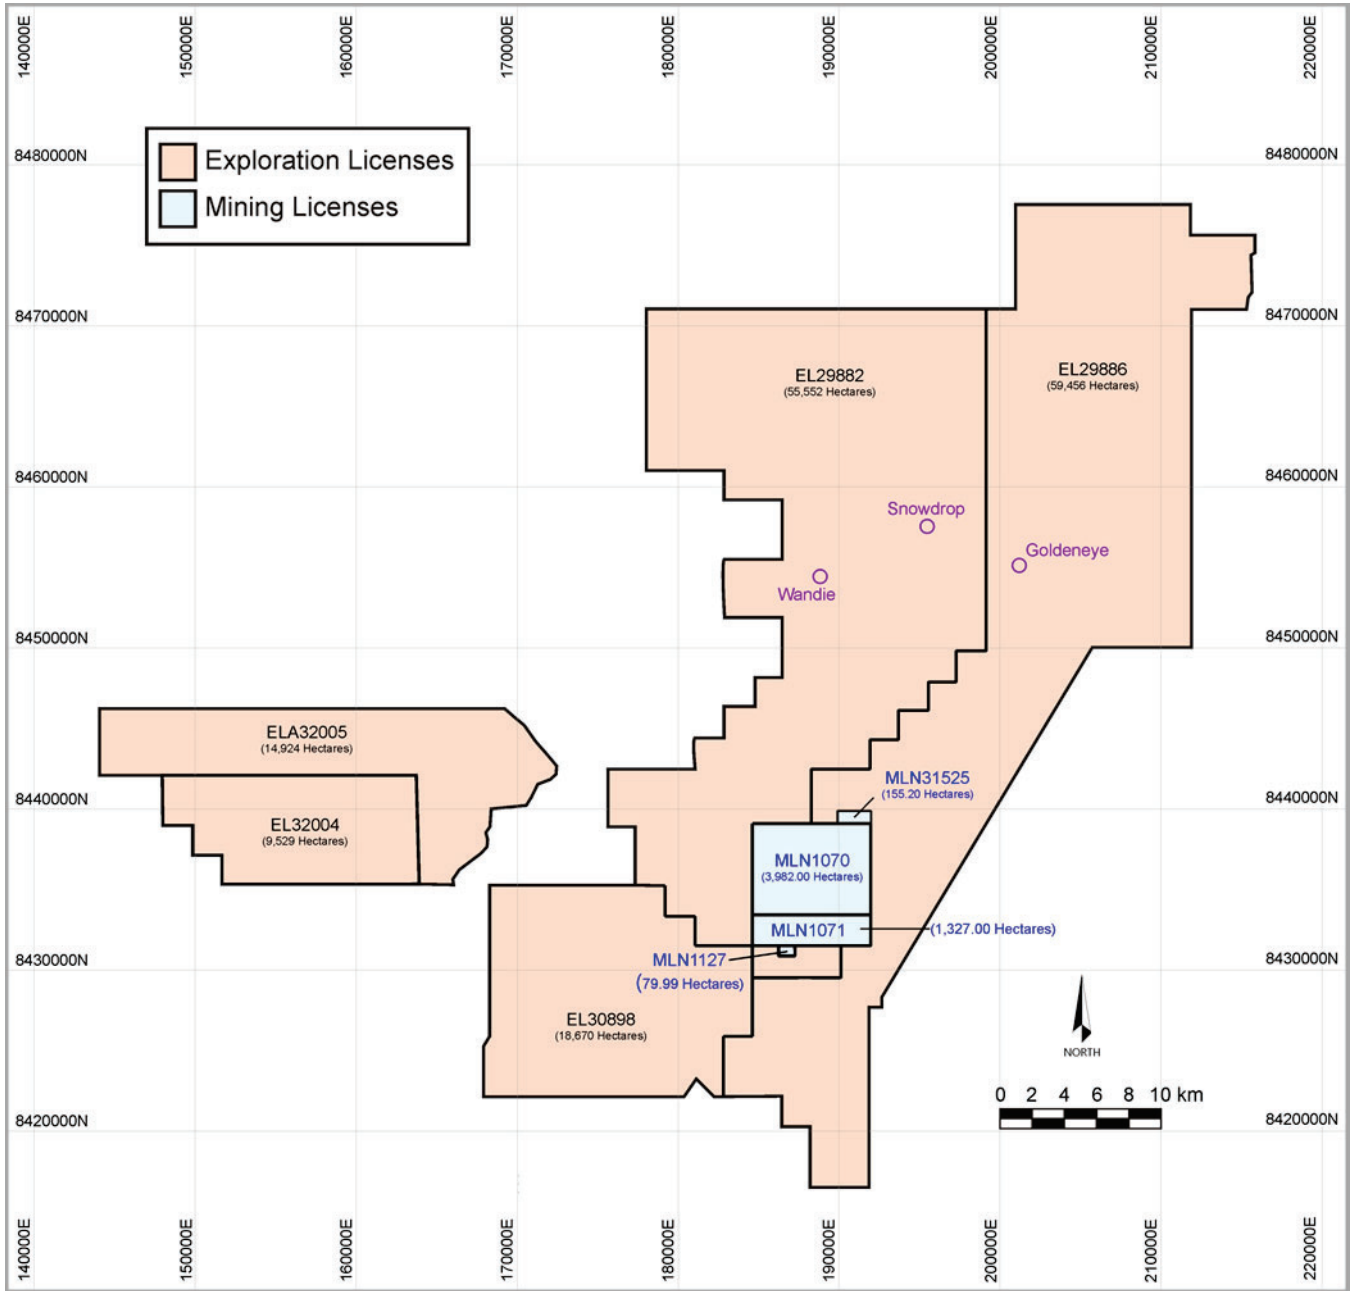 140000E
150000E
160000E
170000E
180000E
190000E
200000E
210000E
220000E
Exploration Licenses
Mining Licenses
8480000N
8480000N
8470000N
8470000N
EL29882
(55,552 Hectares)
EL29886
(59,456 Hectares)
8460000N
8460000N
Snowdrop
Goldeneye
Wandie
8450000N
8450000N
ELA32005
(14,924 Hectares)
MLN31525
(155.20 Hectares)
8440000N
8440000N
EL32004
(9,529 Hectares)
MLN1070
(3,982.00 Hectares)
MLN1071
(1,327.00 Hectares)
MLN1127
(79.99 Hectares)
8430000N
8430000N
EL30898
(18,670 Hectares)
NORTH
0 2 4 6 8 10 km
8420000N
8420000N
140000E
150000E
160000E
170000E
180000E
190000E
200000E
210000E
220000E